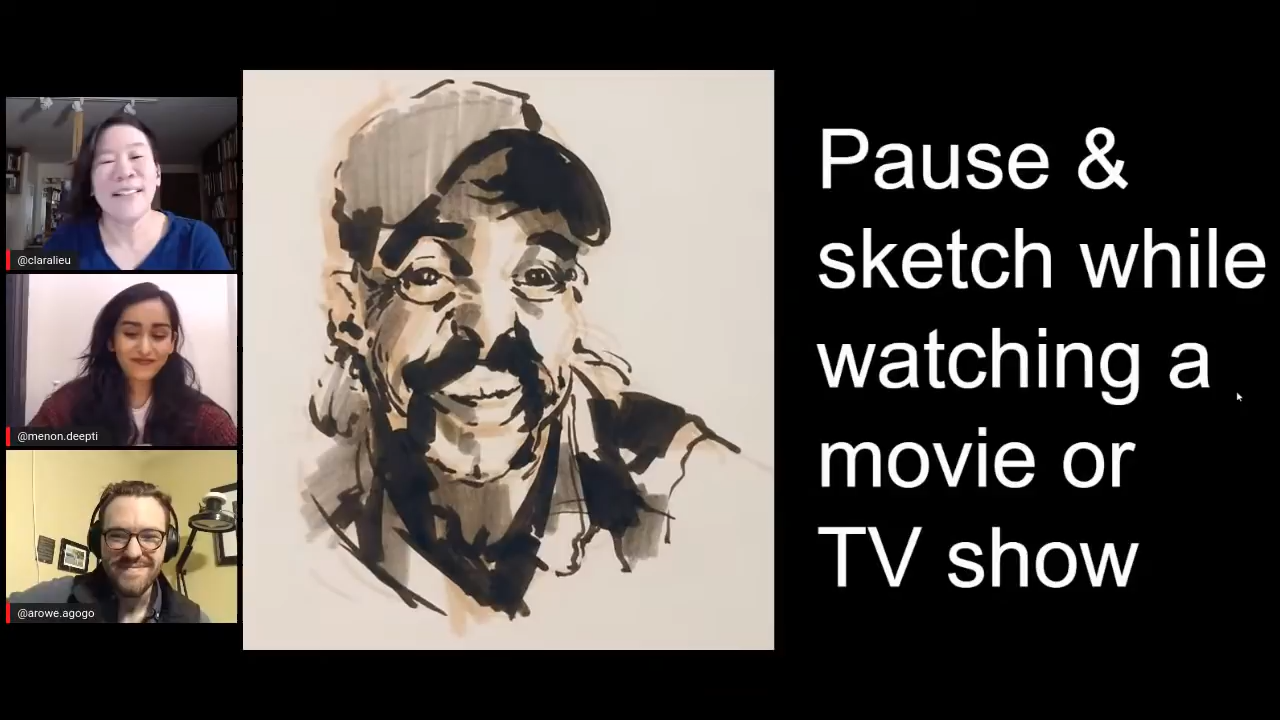 @claralieu
@menon.deepti
@arowe.agogo
Pause &
sketch while
watching a
movie or
TV show